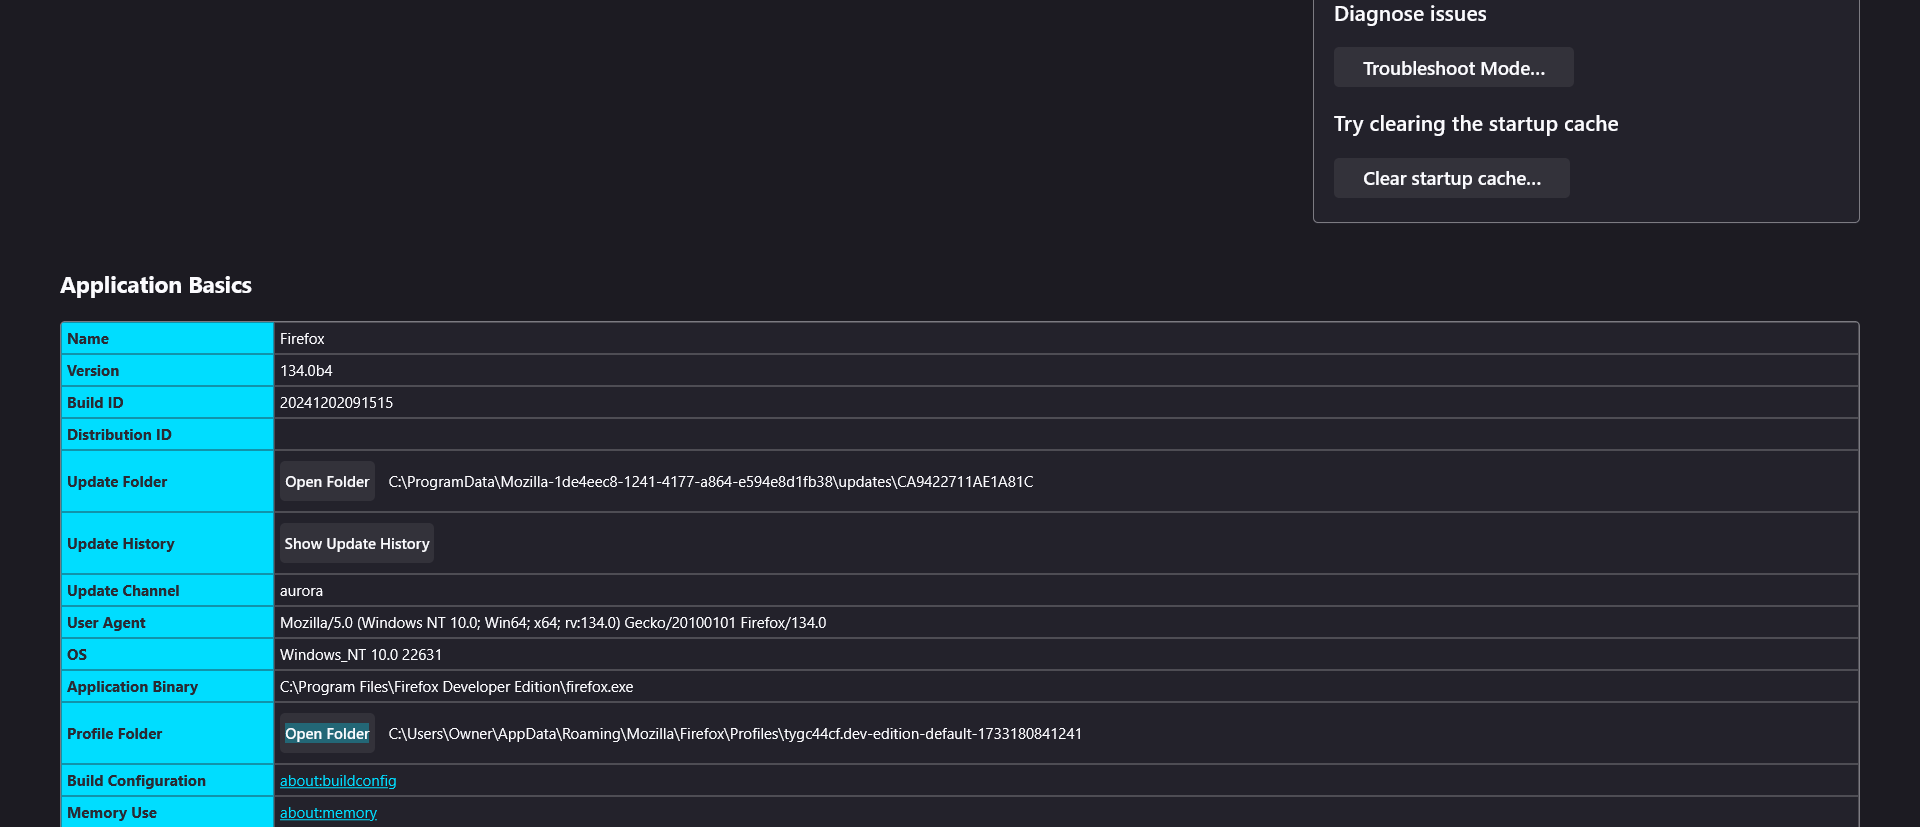 Diagnose issues
Troubleshoot Mode...
Try clearing the startup cache
Clear startup cache...
Application Basics
Name Firefox
Version 134.0b4
Build ID 20241202091515
Distribution ID
Update Folder Open Folder C:\ProgramData\Mozilla-1de4eec8-1241-4177-a864-e594e8d1fb38\updates\CA9422711AE1A81C
Update History Show Update History
Update Channel aurora
User Agent Mozilla/5.0 (Windows NT 10.0; Win64; x64; rv:134.0) Gecko/20100101 Firefox/134.0
OS Windows_NT 10.0 22631
Application Binary C:\Program Files\Firefox Developer Edition\firefox.exe
Profile Folder Open Folder C:\Users\Owner\AppData\Roaming\Mozilla\Firefox\Profiles\tygc44cf.dev-edition-default-1733180841241
Build Configuration about:buildconfig
Memory Use about:memory